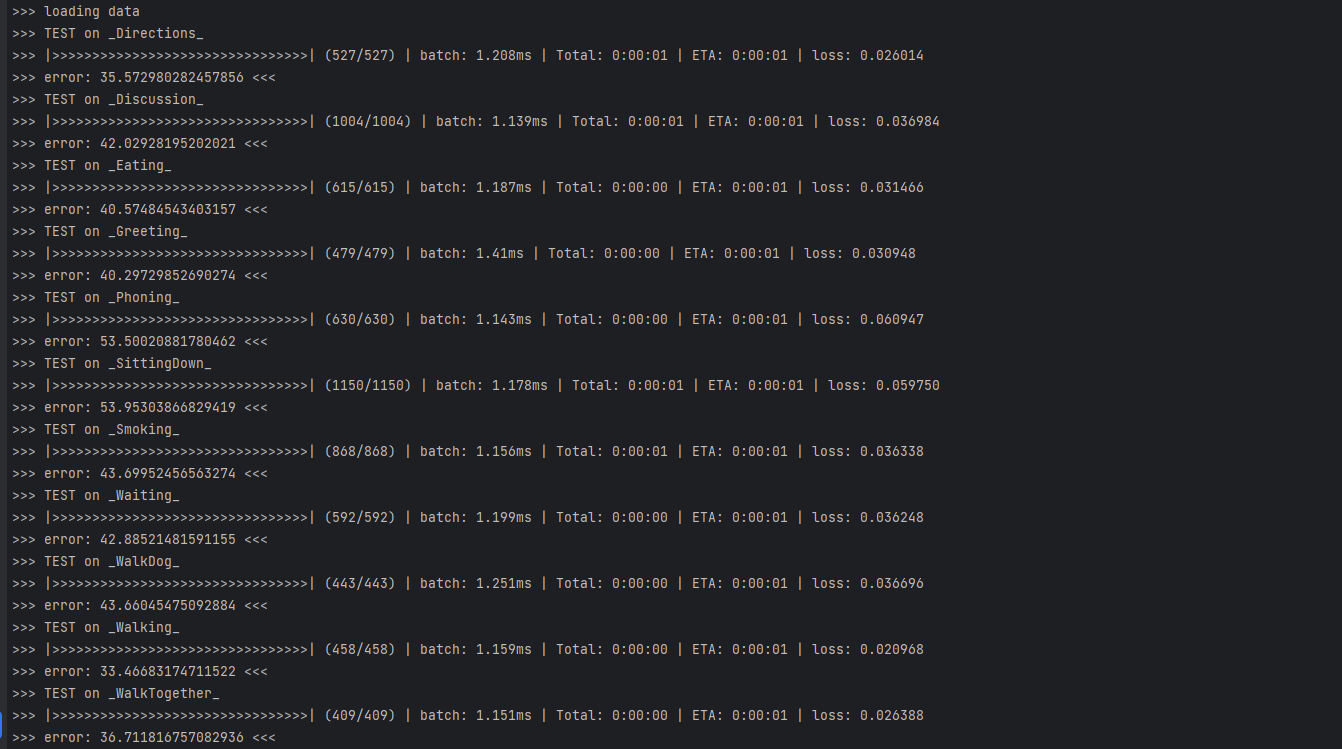 >>> loading data
>>> TEST on _Directions_
>>> |>>>>>>>>>>>>>>>>>>>>>>>>>>>>>>>>| (527/527) | batch: 1.208ms | Total: 0:00:01 | ETA: 0:00:01 | loss: 0.026014
>>> error: 35.572980282457856 <<<
>>> TEST on _Discussion_
>>> |>>>>>>>>>>>>>>>>>>>>>>>>>>>>>>>>| (1004/1004) | batch: 1.139ms | Total: 0:00:01 | ETA: 0:00:01 | loss: 0.036984
>>> error: 42.02928195202021 <<<
>>> TEST on _Eating_
>>> |>>>>>>>>>>>>>>>>>>>>>>>>>>>>>>>>| (615/615) | batch: 1.187ms | Total: 0:00:00 | ETA: 0:00:01 | loss: 0.031466
>>> error: 40.57484543403157 <<<
>>> TEST on _Greeting_
>>> |>>>>>>>>>>>>>>>>>>>>>>>>>>>>>>>>| (479/479) | batch: 1.41ms | Total: 0:00:00 | ETA: 0:00:01 | loss: 0.030948
>>> error: 40.29729852690274 <<<
>>> TEST on _Phoning_
>>> |>>>>>>>>>>>>>>>>>>>>>>>>>>>>>>>>| (630/630) | batch: 1.143ms | Total: 0:00:00 | ETA: 0:00:01 | loss: 0.060947
>>> error: 53.50020881780462 <<<
>>> TEST on _SittingDown_
>>> |>>>>>>>>>>>>>>>>>>>>>>>>>>>>>>>>| (1150/1150) | batch: 1.178ms | Total: 0:00:01 | ETA: 0:00:01 | loss: 0.059750
>>> error: 53.95303866829419 <<<
>>> TEST on _Smoking_
>>> |>>>>>>>>>>>>>>>>>>>>>>>>>>>>>>>>| (868/868) | batch: 1.156ms | Total: 0:00:01 | ETA: 0:00:01 | loss: 0.036338
>>> error: 43.69952456563274 <<<
>>> TEST on _Waiting_
>>> |>>>>>>>>>>>>>>>>>>>>>>>>>>>>>>>>| (592/592) | batch: 1.199ms | Total: 0:00:00 | ETA: 0:00:01 | loss: 0.036248
>>> error: 42.88521481591155 <<<
>>> TEST on _WalkDog_
>>> |>>>>>>>>>>>>>>>>>>>>>>>>>>>>>>>>| (443/443) | batch: 1.251ms | Total: 0:00:00 | ETA: 0:00:01 | loss: 0.036696
>>> error: 43.66045475092884 <<<
>>> TEST on _Walking_
>>> |>>>>>>>>>>>>>>>>>>>>>>>>>>>>>>>>| (458/458) | batch: 1.159ms | Total: 0:00:00 | ETA: 0:00:01 | loss: 0.020968
>>> error: 33.46683174711522 <<<
>>> TEST on _WalkTogether_
>>> |>>>>>>>>>>>>>>>>>>>>>>>>>>>>>>>>| (409/409) | batch: 1.151ms | Total: 0:00:00 | ETA: 0:00:01 | loss: 0.026388
>>> error: 36.711816757082936 <<<